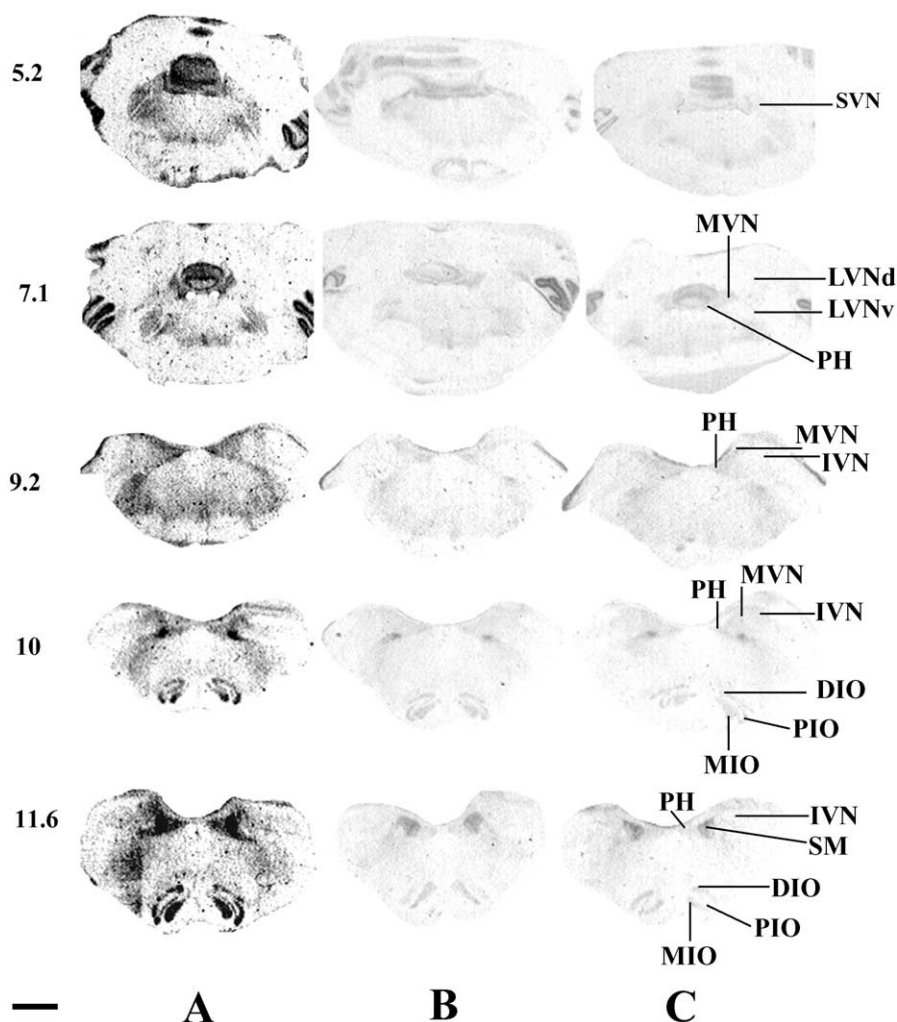 5.2
SVN
MVN
7.1
LVNd
LVNv
PH
PH
MVN
9.2
IVN
PH
MVN
10
IVN
DIO
PIO
MIO
PH
11.6
IVN
SM
DIO
PIO
MIO
A B C